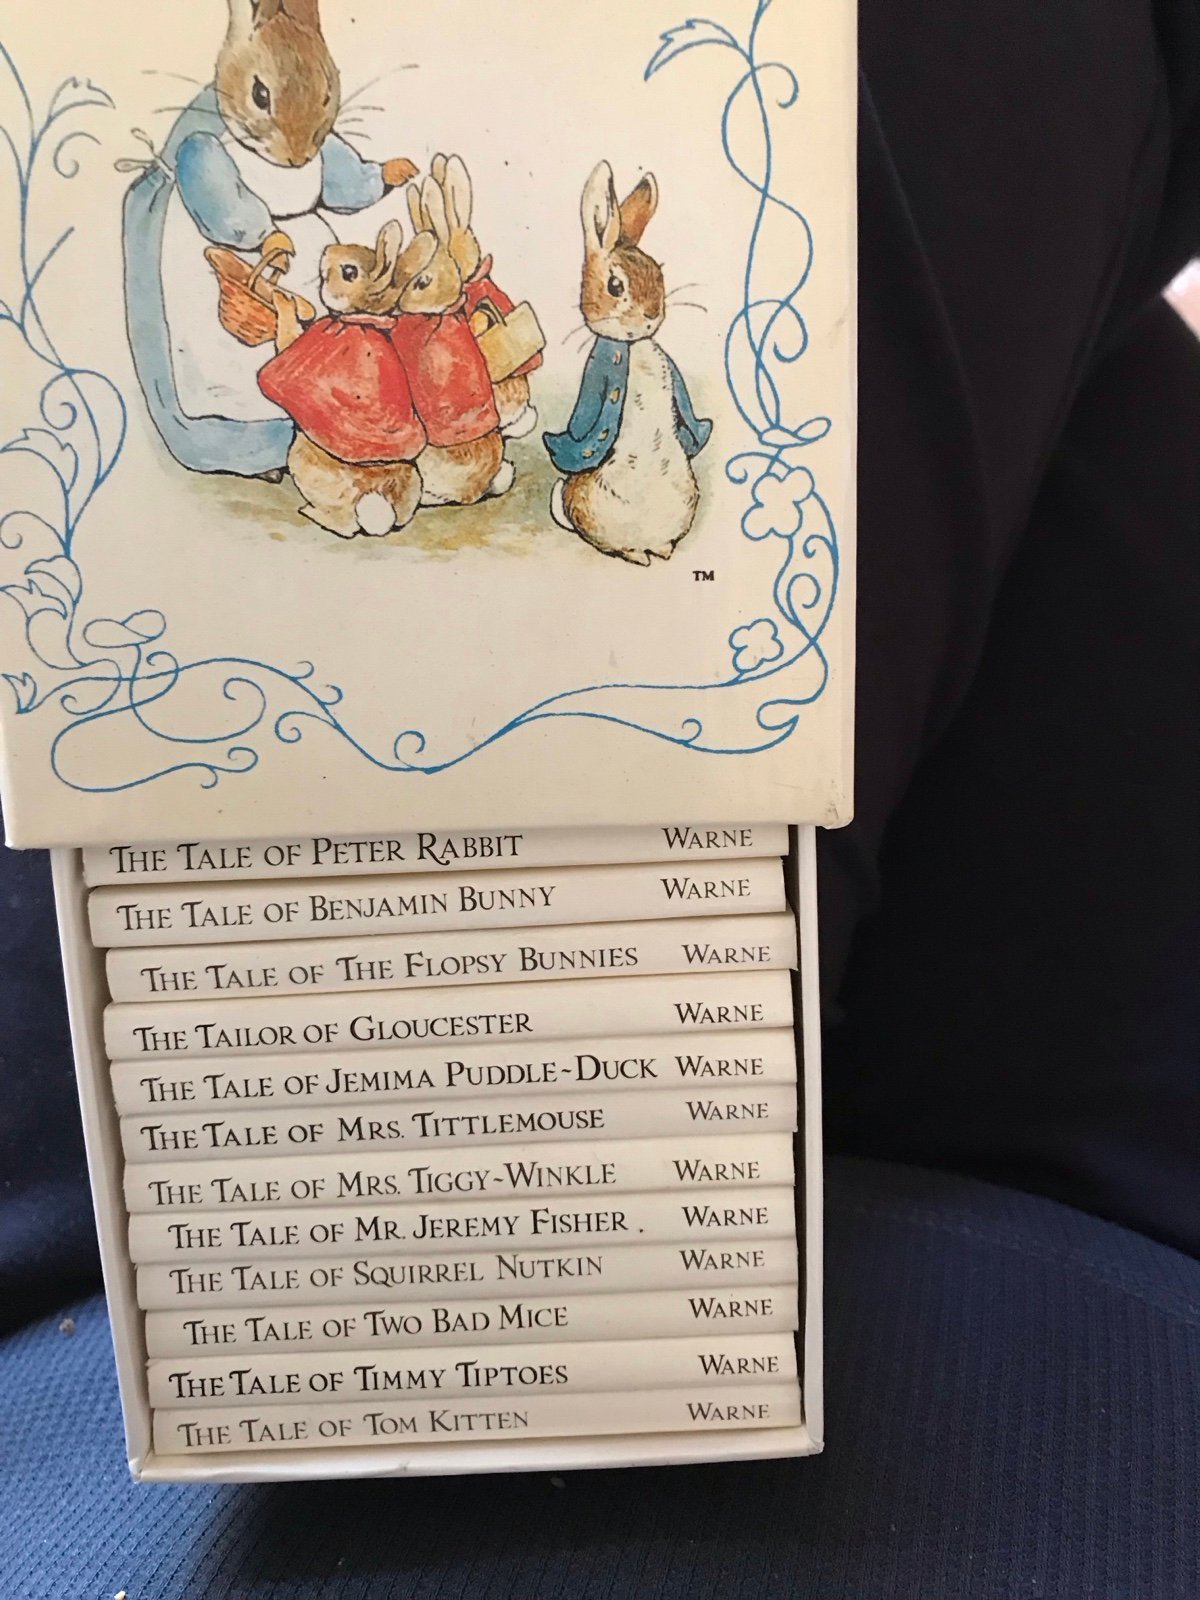 TM
THE TALE OF PETER RABBIT WARNE
THE TALE OF BENJAMIN BUNNY WARNE
THE TALE OF THE FLOPSY BUNNIES WARNE
THE TAILOR OF GLOUCESTER WARNE
THE TALE OF JEMIMA PUDDLE~DUCK WARNE
THE TALE OF MRS. TITTLEMOUSE WARNE
THE TALE OF MRS. TIGGY~WINKLE WARNE
THE TALE OF MR. JEREMY FISHER . WARNE
THE TALE OF SQUIRREL NUTKIN WARNE
THE TALE OF TWO BAD MICE WARNE
THE TALE OF TIMMY TIPTOES WARNE
THE TALE OF TOM KITTEN WARNE